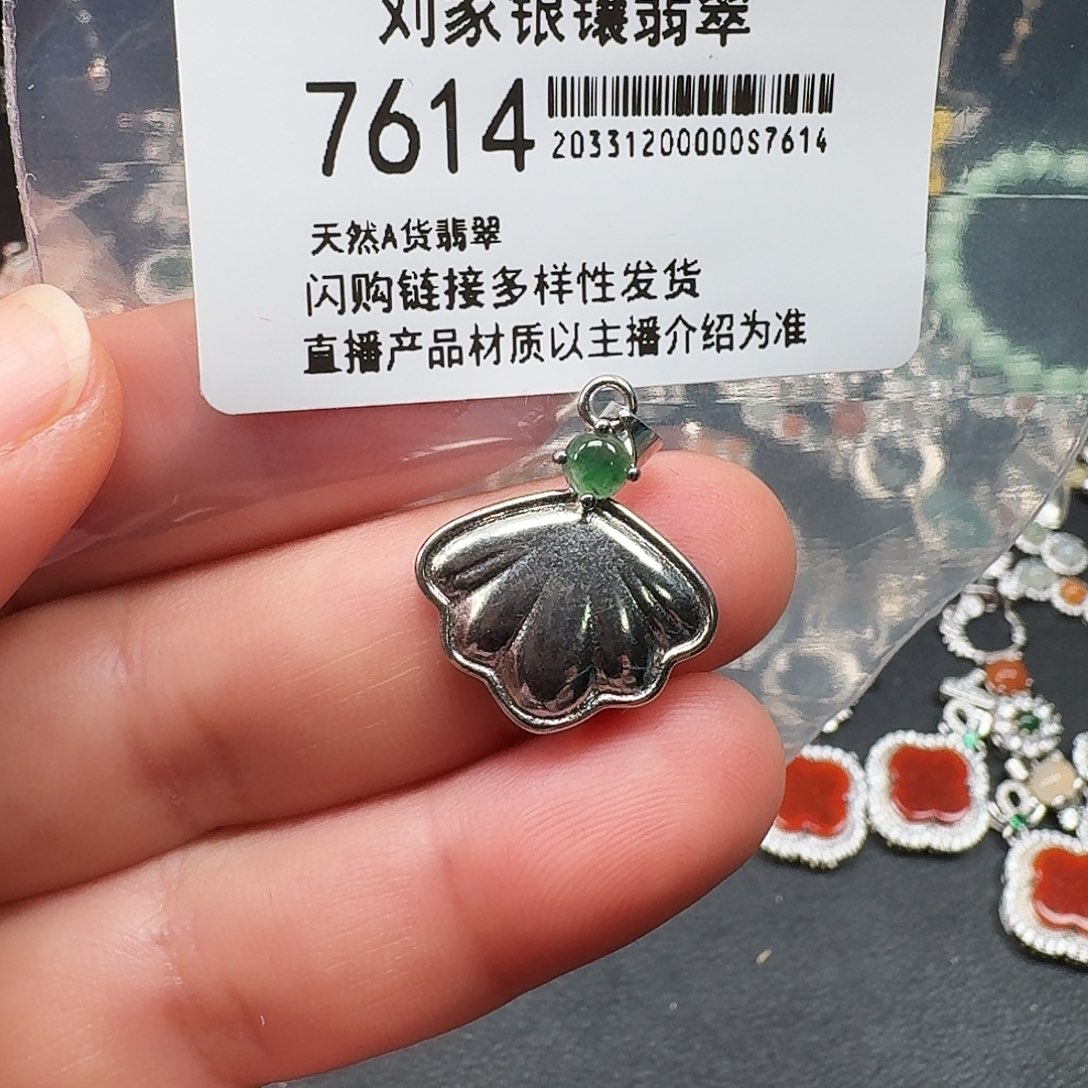 刘家银镶翡翠
7614
20331200000S7614
天然A货翡翠
闪购链接多样性发货
直播产品材质以主播介绍为准